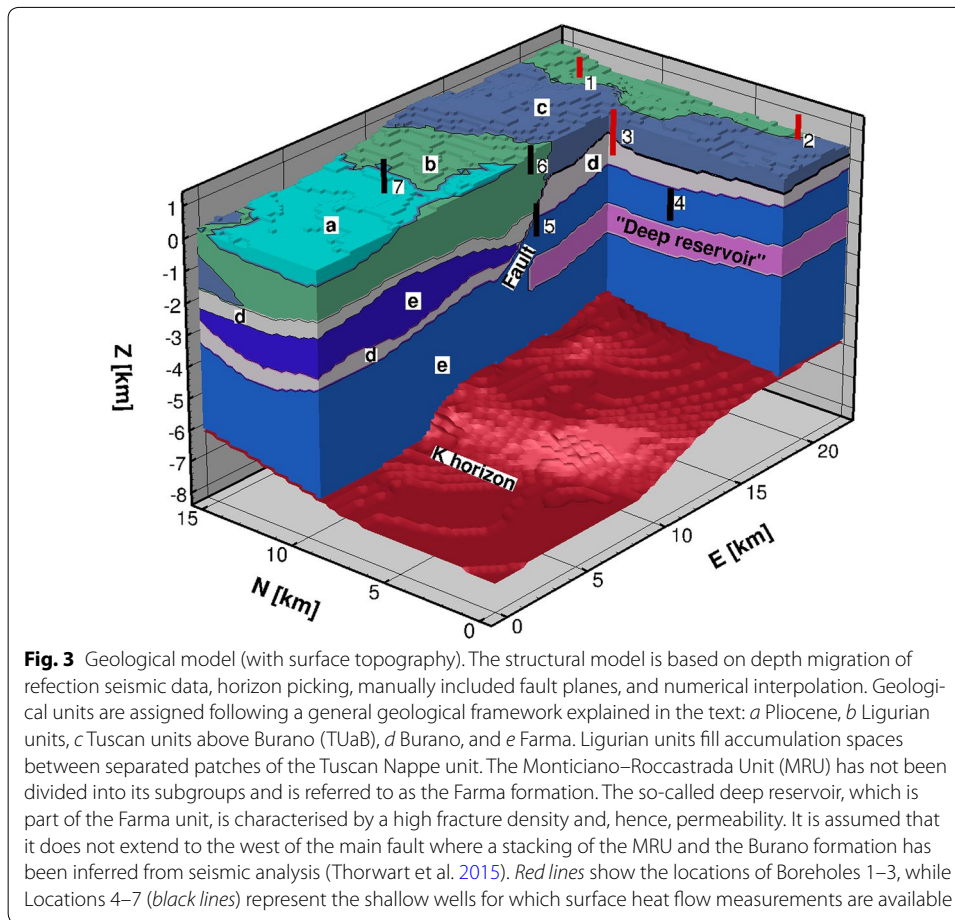 1
2
c
3
b
6
d
7
4
a
5
"Deep reservoir"
Fault
e
d
d
e
K horizon
1
0
-1
-2
-3
-4
-5
-6
-7
-8
Z [km]
15
10
5
0
N [km]
0
5
10
15
20
E [km]
Fig. 3 Geological model (with surface topography). The structural model is based on depth migration of
refection seismic data, horizon picking, manually included fault planes, and numerical interpolation. Geologi-
cal units are assigned following a general geological framework explained in the text: a Pliocene, b Ligurian
units, c Tuscan units above Burano (TUaB), d Burano, and e Farma. Ligurian units fill accumulation spaces
between separated patches of the Tuscan Nappe unit. The Monticiano–Roccastrada Unit (MRU) has not been
divided into its subgroups and is referred to as the Farma formation. The so-called deep reservoir, which is
part of the Farma unit, is characterised by a high fracture density and, hence, permeability. It is assumed that
it does not extend to the west of the main fault where a stacking of the MRU and the Burano formation has
been inferred from seismic analysis (Thorwart et al. 2015). Red lines show the locations of Boreholes 1–3, while
Locations 4–7 (black lines) represent the shallow wells for which surface heat flow measurements are available